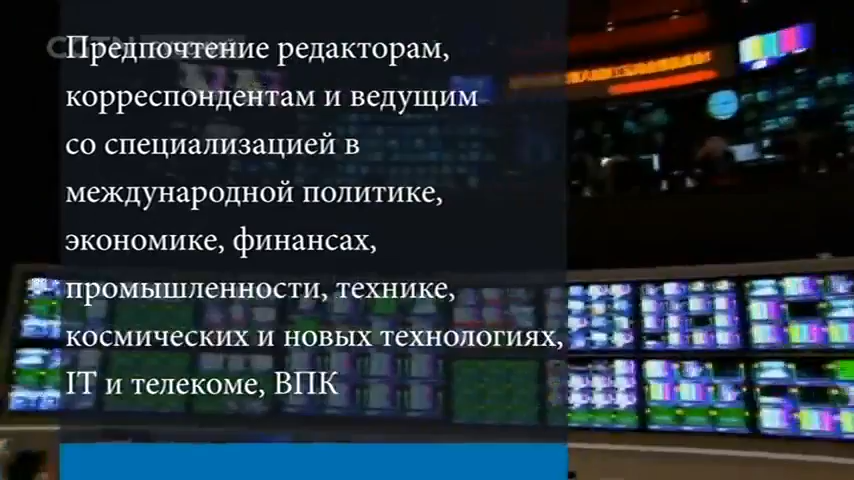 Предпочтение редакторам,
корреспондентам и ведущим
со специализацией в
международной политике,
экономике, финансах,
промышленности, технике,
космических и новых технологиях,
IT и телекоме, ВПК